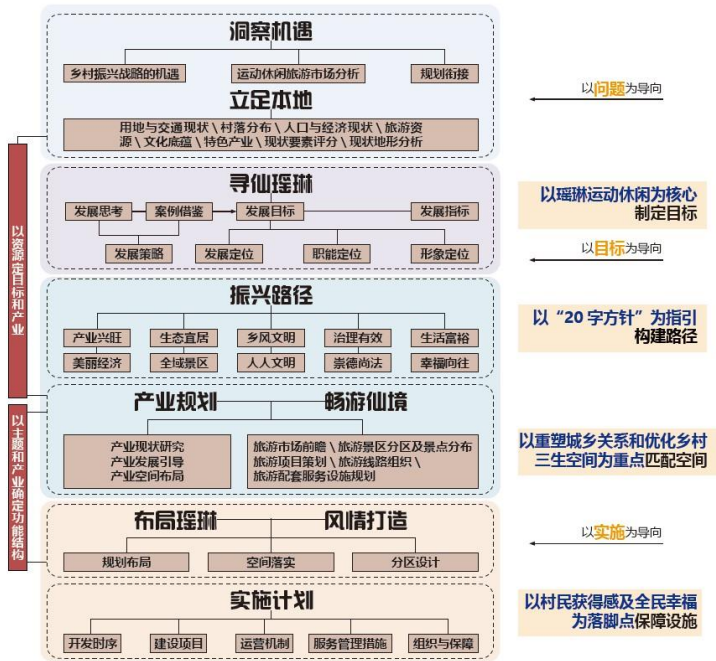 洞察机遇
乡村振兴战略的机遇
运动休闲旅游市场分析
规划衔接
立足本地
用地与交通现状\村落分布\人口与经济现状\旅游资
源\文化底蕴\特色产业\现状要素评分\现状地形分析
以问题为导向
寻仙瑶琳
发展思考
案例借鉴
发展目标
发展指标
发展策略
发展定位
职能定位
形象定位
以瑶琳运动休闲为核心
制定目标
以目标为导向
以资源定目标和产业
振兴路径
产业兴旺
生态宜居
乡风文明
治理有效
生活富裕
美丽经济
全域景区
人人文明
崇德尚法
幸福向往
以“20字方针”为指引
构建路径
产业规划
畅游仙境
产业现状研究
产业发展引导
产业空间布局
旅游市场前瞻\旅游景区分区及景点分布
旅游项目策划\旅游线路组织\
旅游配套服务设施规划
以重塑城乡关系和优化乡村
三生空间为重点匹配空间
以主题和产业确定功能结构
布局瑶琳
风情打造
规划布局
空间落实
分区设计
以实施为导向
实施计划
开发时序
建设项目
运营机制
服务管理措施
组织与保障
以村民获得感及全民幸福
为落脚点保障设施